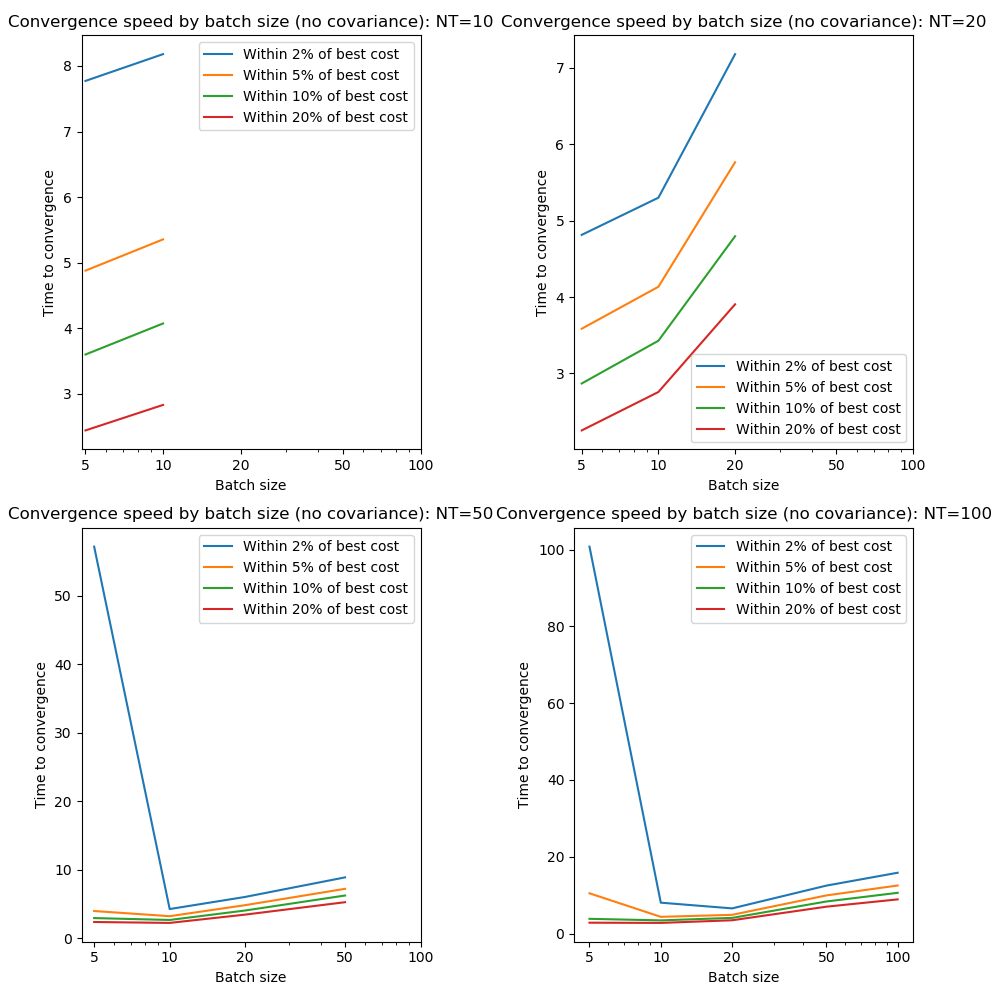 Convergence speed by batch size (no covariance): NT=10
Within 2% of best cost
Within 5% of best cost
Within 10% of best cost
Within 20% of best cost
8
7
6
5
4
3
Time to convergence
5 10 20 50 100
Batch size
Convergence speed by batch size (no covariance): NT=20
7
6
5
4
3
Time to convergence
Within 2% of best cost
Within 5% of best cost
Within 10% of best cost
Within 20% of best cost
5 10 20 50 100
Batch size
Convergence speed by batch size (no covariance): NT=50
Within 2% of best cost
Within 5% of best cost
Within 10% of best cost
Within 20% of best cost
50
40
30
20
10
0
Time to convergence
5 10 20 50 100
Batch size
Convergence speed by batch size (no covariance): NT=100
Within 2% of best cost
Within 5% of best cost
Within 10% of best cost
Within 20% of best cost
100
80
60
40
20
0
Time to convergence
5 10 20 50 100
Batch size